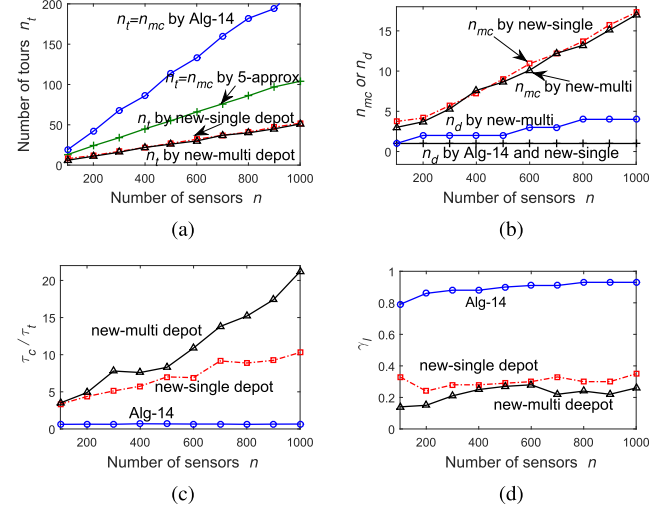 200
150
100
50
0
Number of tours n_t
n_t=n_mc by Alg-14
n_t=n_mc by 5-approx
n_t by new-single depot
n_t by new-multi depot
200 400 600 800 1000
Number of sensors n
(a)
15
10
5
0
n_mc or n_d
n_mc by new-single
n_mc by new-multi
n_d by new-multi
n_d by Alg-14 and new-single
200 400 600 800 1000
Number of sensors n
(b)
20
15
10
5
0
τ_c / τ_t
new-multi depot
new-single depot
Alg-14
200 400 600 800 1000
Number of sensors n
(c)
1
0.8
0.6
0.4
0.2
0
γ_I
Alg-14
new-single depot
new-multi deepot
200 400 600 800 1000
Number of sensors n
(d)